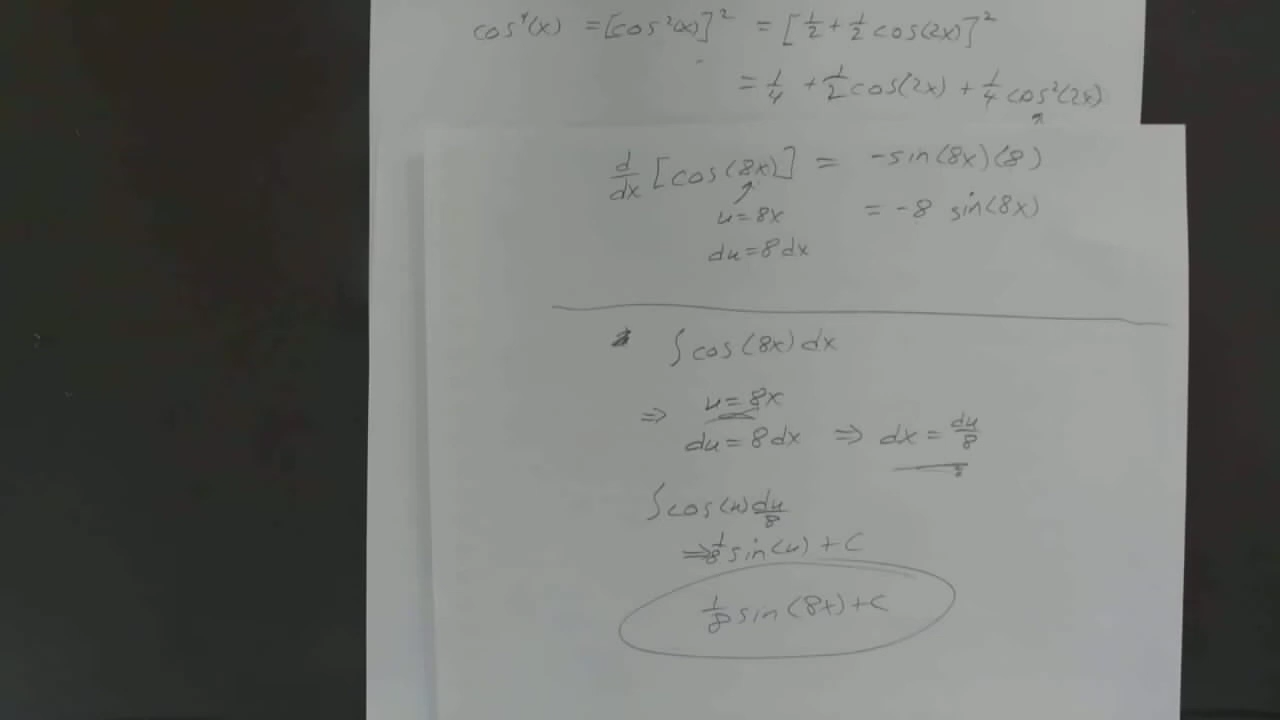 cos⁴(x) = [cos²(x)]² = [1/2 + 1/2 cos(2x)]²
= 1/4 + 1/2 cos(2x) + 1/4 cos²(2x)
d/dx [cos(8x)] = -sin(8x)(8)
u = 8x = -8 sin(8x)
du = 8dx
∫ cos(8x) dx
⇒ u = 8x
du = 8 dx ⇒ dx = du/8
∫ cos(u) du/8
⇒ 1/8 sin(u) + C
1/8 sin(8x) + C